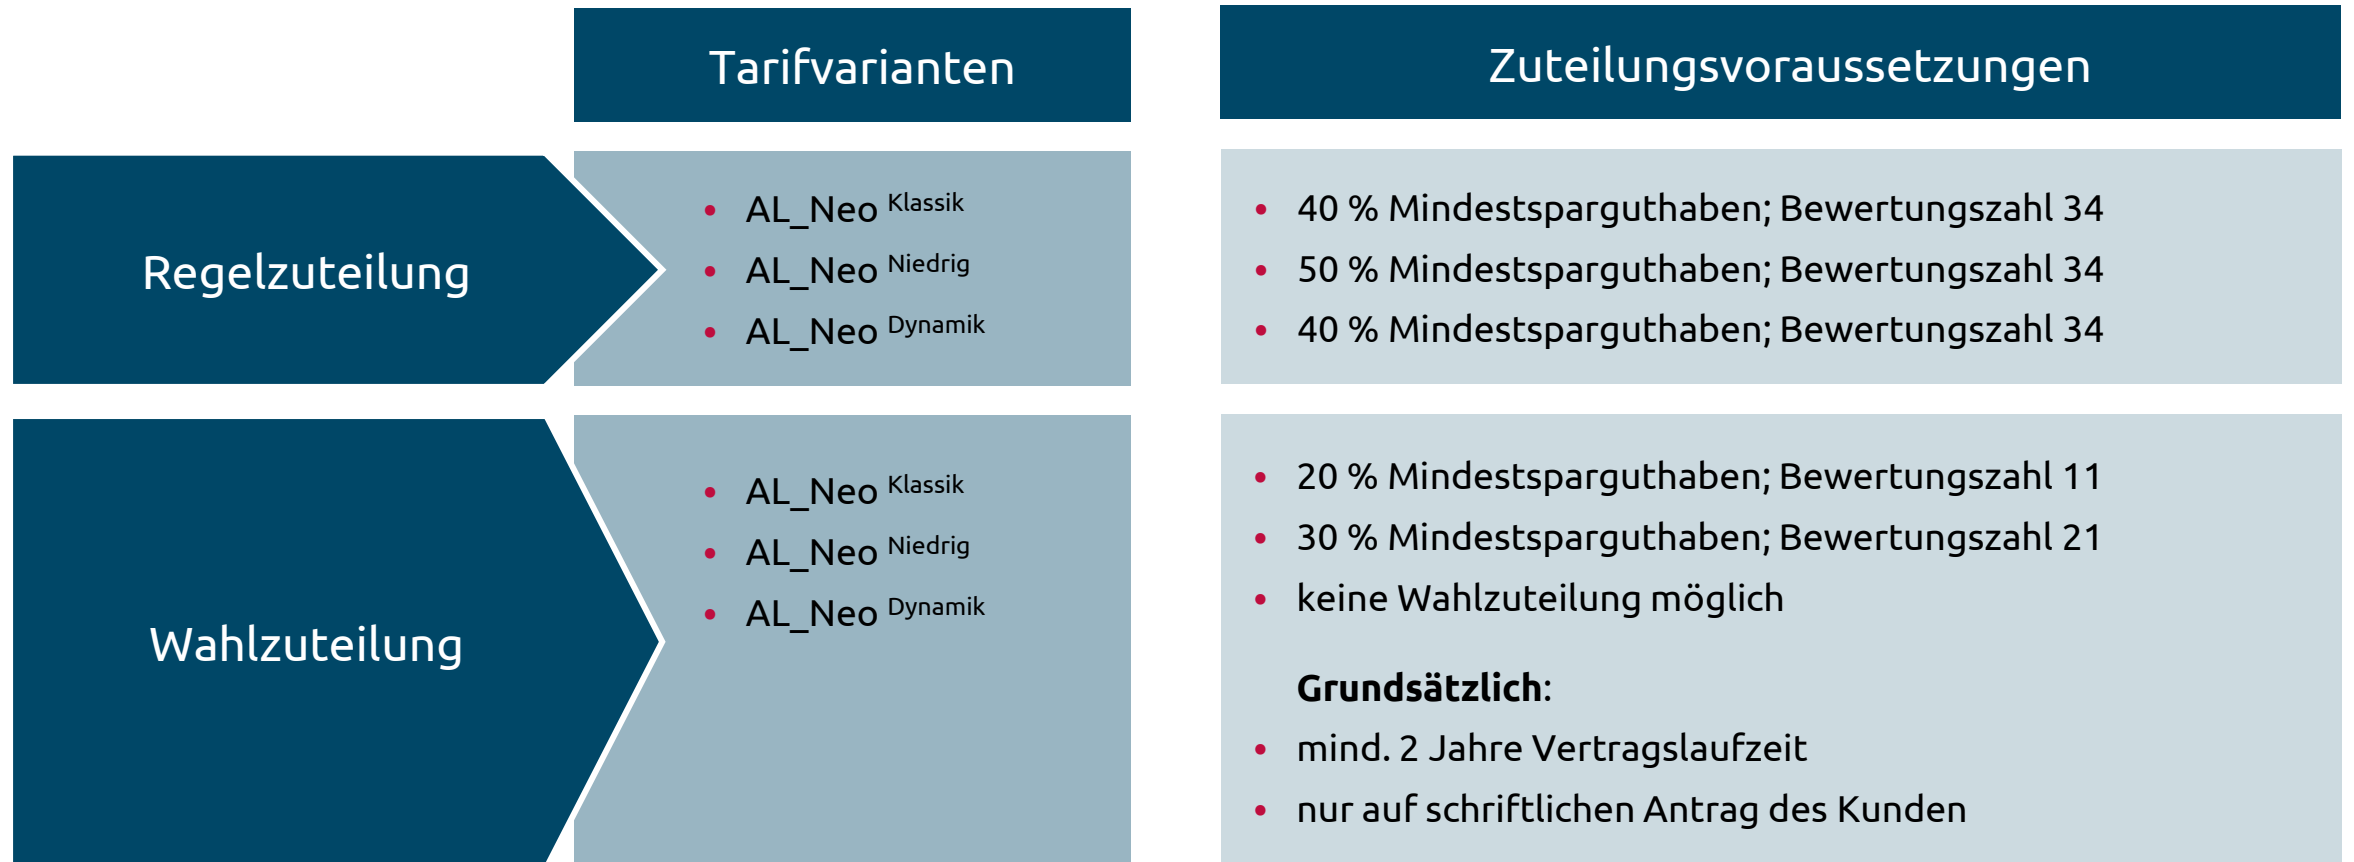 Tarifvarianten
Zuteilungsvoraussetzungen
Regelzuteilung
• AL_Neo Klassik
• AL_Neo Niedrig
• AL_Neo Dynamik
• 40 % Mindestsparguthaben; Bewertungszahl 34
• 50 % Mindestsparguthaben; Bewertungszahl 34
• 40 % Mindestsparguthaben; Bewertungszahl 34
Wahlzuteilung
• AL_Neo Klassik
• AL_Neo Niedrig
• AL_Neo Dynamik
• 20 % Mindestsparguthaben; Bewertungszahl 11
• 30 % Mindestsparguthaben; Bewertungszahl 21
• keine Wahlzuteilung möglich
Grundsätzlich:
• mind. 2 Jahre Vertragslaufzeit
• nur auf schriftlichen Antrag des Kunden